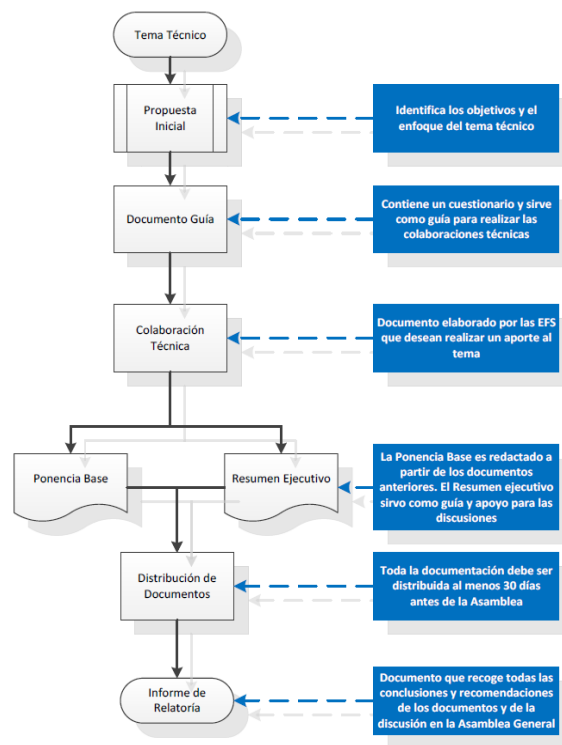 Tema Técnico
Propuesta
Inicial
Identifica los objetivos y el
enfoque del tema técnico
Documento Guía
Contiene un cuestionario y sirve
como guía para realizar las
colaboraciones técnicas
Colaboración
Técnica
Documento elaborado por las EFS
que desean realizar un aporte al
tema
Ponencia Base
Resumen Ejecutivo
La Ponencia Base es redactado a
partir de los documentos
anteriores. El Resumen ejecutivo
sirvo como guía y apoyo para las
discusiones
Distribución de
Documentos
Toda la documentación debe ser
distribuida al menos 30 días
antes de la Asamblea
Informe de
Relatoría
Documento que recoge todas las
conclusiones y recomendaciones
de los documentos y de la
discusión en la Asamblea General